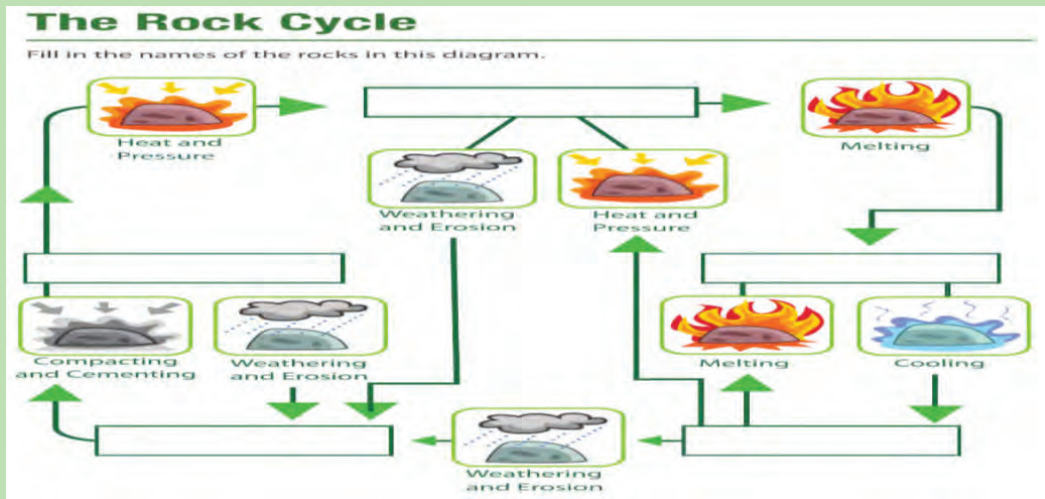 The Rock Cycle
Fill in the names of the rocks in this diagram.
Heat and
Pressure
Melting
Weathering
and Erosion
Heat and
Pressure
Compacting
and Cementing
Weathering
and Erosion
Melting
Cooling
Weathering
and Erosion